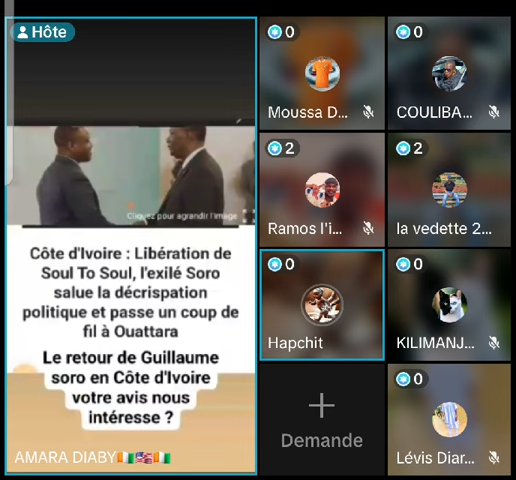 Hôte
Cliquez pour agrandir l'image
Côte d'Ivoire : Libération de
Soul To Soul, l'exilé Soro
salue la décrispation
politique et passe un coup de
fil à Ouattara
Le retour de Guillaume
soro en Côte d'Ivoire
votre avis nous
intéresse ?
AMARA DIABY
0
Moussa D...
0
COULIBA...
2
Ramos l'i...
2
la vedette 2...
0
Hapchit
0
KILIMANJ...
+
Demande
0
Lévis Diar...